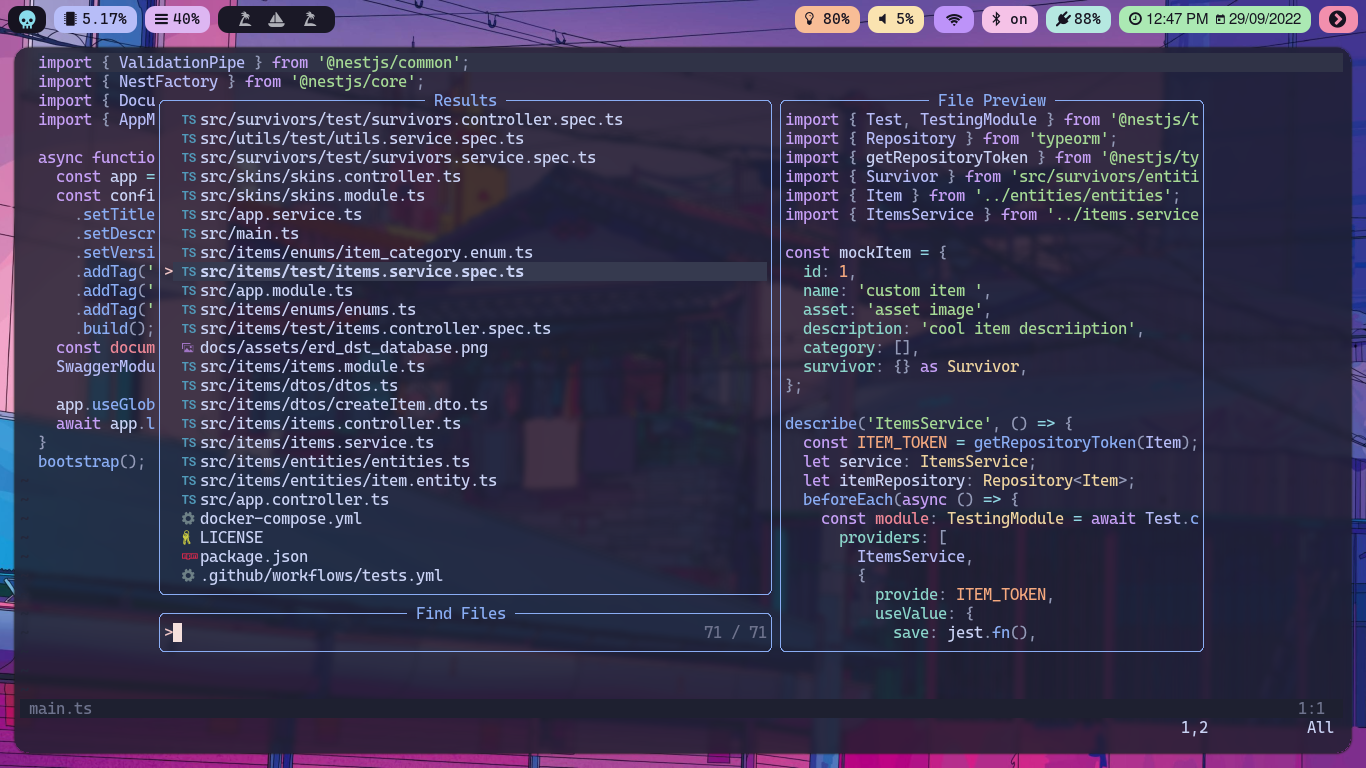 5.17% 40% 80% 5% on 88% 12:47 PM 29/09/2022
import { ValidationPipe } from '@nestjs/common';
import { NestFactory } from '@nestjs/core';
import { Docu
import { AppM
async functio
const app =
const confi
.setTitle
.setDescr
.setVersi
.addTag('
.addTag('
.addTag('
.build();
const docum
SwaggerModu
app.useGlob
await app.l
}
bootstrap();
Results
TS src/survivors/test/survivors.controller.spec.ts
TS src/utils/test/utils.service.spec.ts
TS src/survivors/test/survivors.service.spec.ts
TS src/skins/skins.controller.ts
TS src/skins/skins.module.ts
TS src/app.service.ts
TS src/main.ts
TS src/items/enums/item_category.enum.ts
> TS src/items/test/items.service.spec.ts
TS src/app.module.ts
TS src/items/enums/enums.ts
TS src/items/test/items.controller.spec.ts
docs/assets/erd_dst_database.png
TS src/items/items.module.ts
TS src/items/dtos/dtos.ts
TS src/items/dtos/createItem.dto.ts
TS src/items/items.controller.ts
TS src/items/items.service.ts
TS src/items/entities/entities.ts
TS src/items/entities/item.entity.ts
TS src/app.controller.ts
docker-compose.yml
LICENSE
package.json
.github/workflows/tests.yml
Find Files
> 71 / 71
File Preview
import { Test, TestingModule } from '@nestjs/t
import { Repository } from 'typeorm';
import { getRepositoryToken } from '@nestjs/ty
import { Survivor } from 'src/survivors/entiti
import { Item } from '../entities/entities';
import { ItemsService } from '../items.service
const mockItem = {
id: 1,
name: 'custom item ',
asset: 'asset image',
description: 'cool item descriiption',
category: [],
survivor: {} as Survivor,
};
describe('ItemsService', () => {
const ITEM_TOKEN = getRepositoryToken(Item);
let service: ItemsService;
let itemRepository: Repository<Item>;
beforeEach(async () => {
const module: TestingModule = await Test.c
providers: [
ItemsService,
{
provide: ITEM_TOKEN,
useValue: {
save: jest.fn(),
main.ts 1:1
1,2 All